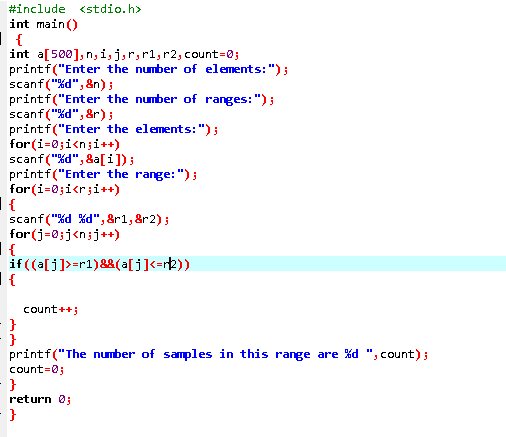 #include  <stdio.h>
int main()
{
int a[500],n,i,j,r,r1,r2,count=0;
printf("Enter the number of elements:");
scanf("%d",&n);
printf("Enter the number of ranges:");
scanf("%d",&r);
printf("Enter the elements:");
for(i=0;i<n;i++)
scanf("%d",&a[i]);
printf("Enter the range:");
for(i=0;i<r;i++)
{
scanf("%d %d",&r1,&r2);
for(j=0;j<n;j++)
{
if((a[j]>=r1)&&(a[j]<=r2))
{
count++;
}
}
printf("The number of samples in this range are %d ",count);
count=0;
}
return 0;
}